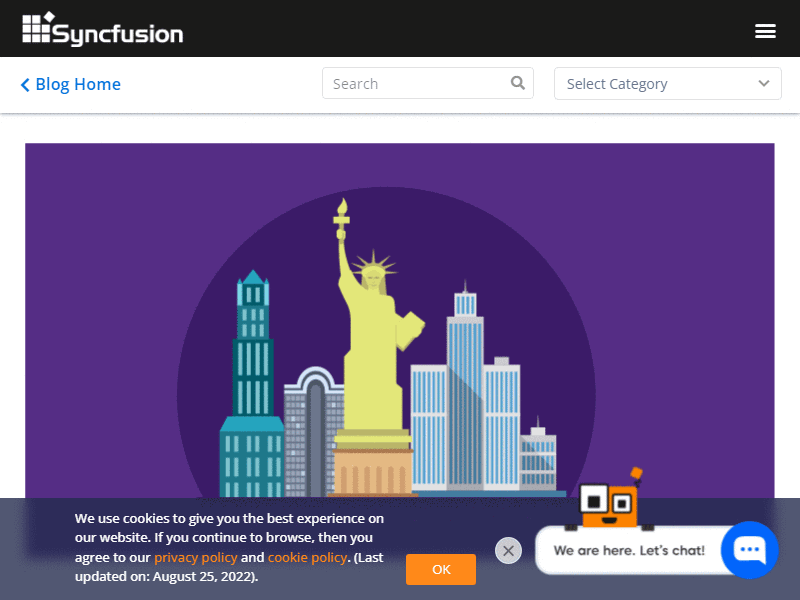 Syncfusion
Blog Home
Search
Select Category
We use cookies to give you the best experience on
our website. If you continue to browse, then you
agree to our privacy policy and cookie policy. (Last
updated on: August 25, 2022).
OK
We are here. Let's chat!